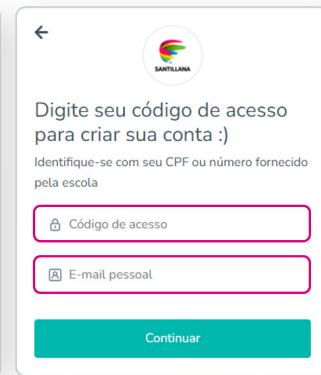 SANTILLANA
Digite seu código de acesso
para criar sua conta :)
Identifique-se com seu CPF ou número fornecido
pela escola
Código de acesso
E-mail pessoal
Continuar